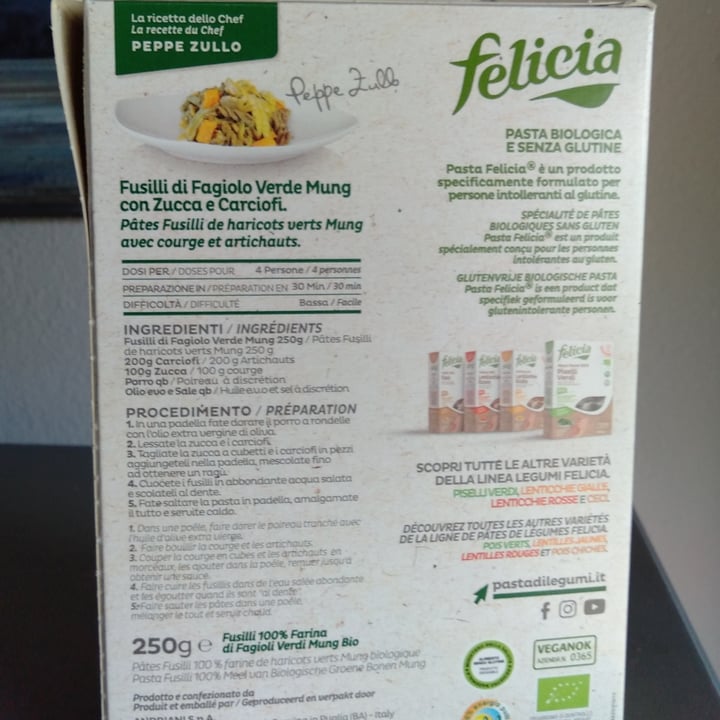 La ricetta dello Chef
La recette du Chef
PEPPE ZULLO
Peppe Zullo
felicia
PASTA BIOLOGICA
E SENZA GLUTINE
Pasta Felicia® è un prodotto
specificamente formulato per
persone intolleranti al glutine.
SPÉCIALITÉ DE PÂTES
BIOLOGIQUES SANS GLUTEN
Pasta Felicia® est un produit
spécialement conçu pour les personnes
intolérantes au gluten.
GLUTENVRIJE BIOLOGISCHE PASTA
Pasta Felicia® is een product dat
specifiek geformuleerd is voor
glutenintolerante personen.
Fusilli di Fagiolo Verde Mung
con Zucca e Carciofi.
Pâtes Fusilli de haricots verts Mung
avec courge et artichauts.
DOSI PER / DOSES POUR 4 Persone / 4 personnes
PREPARAZIONE IN / PRÉPARATION EN 30 Min / 30 min
DIFFICOLTÀ / DIFFICULTÉ Bassa / Facile
INGREDIENTI / INGRÉDIENTS
Fusilli di Fagiolo Verde Mung 250g / Pâtes Fusilli
de haricots verts Mung 250 g
200g Carciofi / 200 g Artichauts
100g Zucca / 100 g courge
Porro qb / Poireau à discrétion
Olio evo e Sale qb / Huile e.v.o et sel à discrétion
PROCEDIMENTO / PRÉPARATION
1. In una padella fate dorare il porro a rondelle
con l'olio extra vergine di oliva.
2. Lessate la zucca e i carciofi.
3. Tagliate la zucca a cubetti e i carciofi in pezzi
aggiungeteli nella padella, mescolate fino
ad ottenere un ragù.
4. Cuocete i fusilli in abbondante acqua salata
e scolateli al dente.
5. Fate saltare la pasta in padella, amalgamate
il tutto e servite caldo.
1. Dans une poêle, faire dorer le poireau tranché avec
l'huile d'olive extra vierge.
2. Faire bouillir la courge et les artichauts.
3. Couper la courge en cubes et les artichauts en
morceaux, les ajouter dans la poêle, remuer jusqu'à
obtenir une sauce.
4. Faire cuire les fusillis dans de l'eau salée abondante
et les égoutter quand ils sont "al dente".
5. Faire sauter les pâtes dans une poêle,
mélanger le tout et servir chaud.
felicia
SCOPRI TUTTE LE ALTRE VARIETÀ
DELLA LINEA LEGUMI FELICIA.
PISELLI VERDI, LENTICCHIE GIALLE,
LENTICCHIE ROSSE E CECI.
DÉCOUVREZ TOUTES LES AUTRES VARIÉTÉS
DE LA LIGNE DE PÂTES DE LÉGUMES FELICIA.
POIS VERTS, LENTILLES JAUNES,
LENTILLES ROUGES ET POIS CHICHES.
pastadilegumi.it
250g e
Fusilli 100% Farina
di Fagioli Verdi Mung Bio
Pâtes Fusilli 100 % farine de haricots verts Mung biologique
Pasta Fusilli 100% Meel van Biologische Groene Bonen Mung
VEGANOK
AZIENDA N. 0365
Prodotto e confezionato da
Produit et emballé par / Geproduceerd en verpakt door
ANDRIANI S.p.A.
in Puglia (BA) - Italy